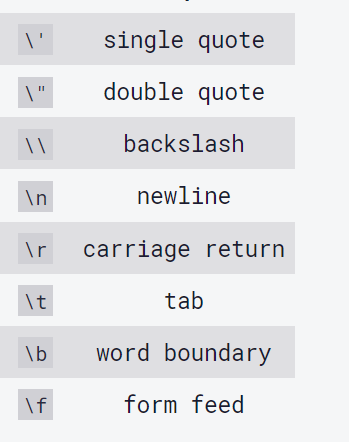 \' single quote
\" double quote
\\ backslash
\n newline
\r carriage return
\t tab
\b word boundary
\f form feed